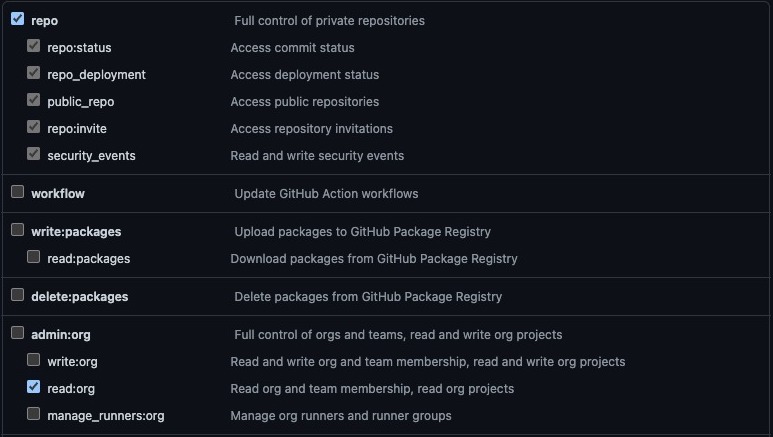 repo Full control of private repositories
repo:status Access commit status
repo_deployment Access deployment status
public_repo Access public repositories
repo:invite Access repository invitations
security_events Read and write security events
workflow Update GitHub Action workflows
write:packages Upload packages to GitHub Package Registry
read:packages Download packages from GitHub Package Registry
delete:packages Delete packages from GitHub Package Registry
admin:org Full control of orgs and teams, read and write org projects
write:org Read and write org and team membership, read and write org projects
read:org Read org and team membership, read org projects
manage_runners:org Manage org runners and runner groups